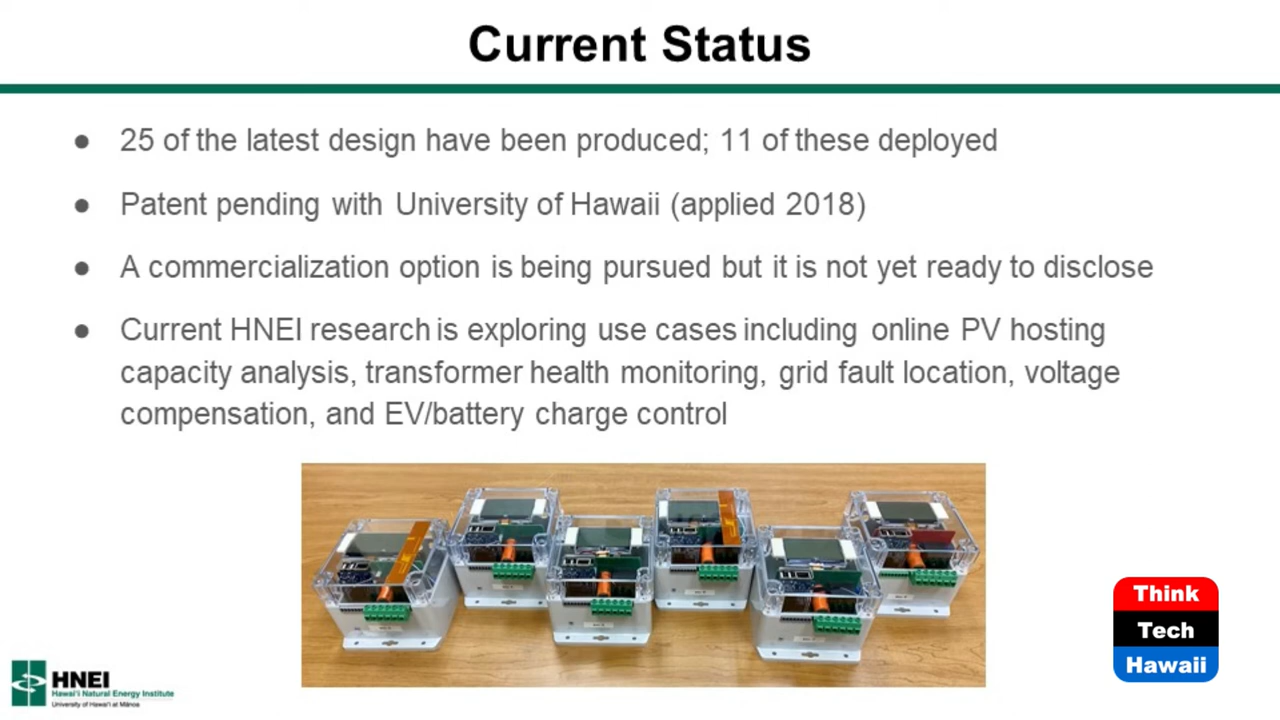 Current Status
● 25 of the latest design have been produced; 11 of these deployed
● Patent pending with University of Hawaii (applied 2018)
● A commercialization option is being pursued but it is not yet ready to disclose
● Current HNEI research is exploring use cases including online PV hosting
capacity analysis, transformer health monitoring, grid fault location, voltage
compensation, and EV/battery charge control
Think
Tech
Hawaii
HNEI
Hawai'i Natural Energy Institute
University of Hawai'i at Mānoa